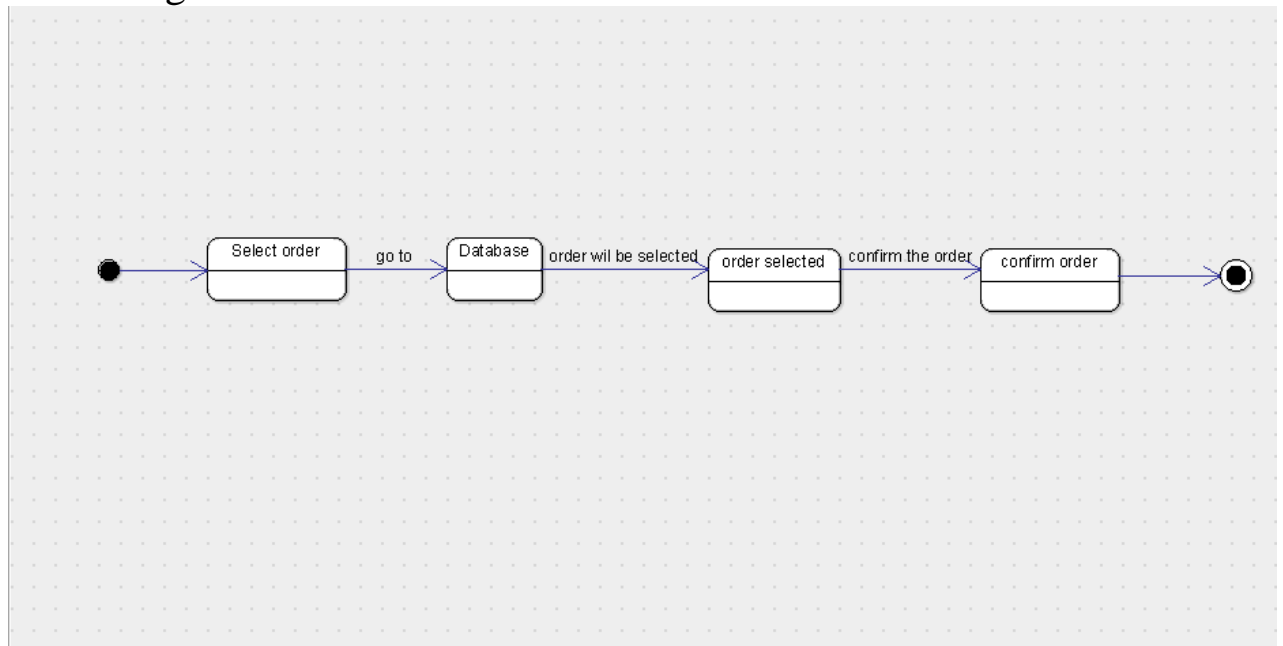 Select order
go to
Database
order wil be selected
order selected
confirm the order
confirm order